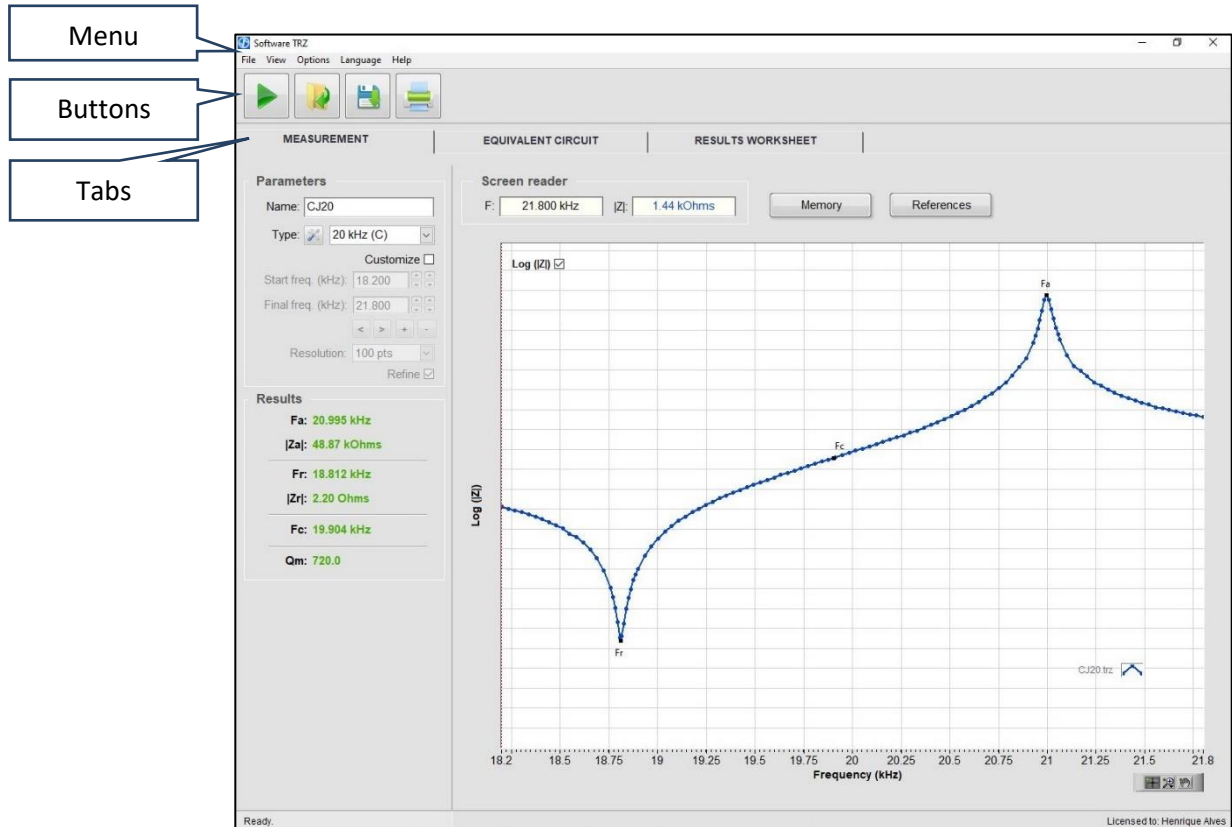 Menu
Buttons
Tabs
Software TRZ
File View Options Language Help
MEASUREMENT EQUIVALENT CIRCUIT RESULTS WORKSHEET
Parameters
Name: CJ20
Type: 20 kHz (C)
Customize
Start freq. (kHz): 18.200
Final freq. (kHz): 21.800
< > + -
Resolution: 100 pts
Refine
Results
Fa: 20.995 kHz
|Za|: 48.87 kOhms
Fr: 18.812 kHz
|Zr|: 2.20 Ohms
Fc: 19.904 kHz
Qm: 720.0
Screen reader
F: 21.800 kHz |Z|: 1.44 kOhms
Memory References
Log (|Z|)
Fa
Fc
Fr
Log (|Z|)
CJ20.trz
18.2 18.5 18.75 19 19.25 19.5 19.75 20 20.25 20.5 20.75 21 21.25 21.5 21.8
Frequency (kHz)
Ready.
Licensed to: Henrique Alves